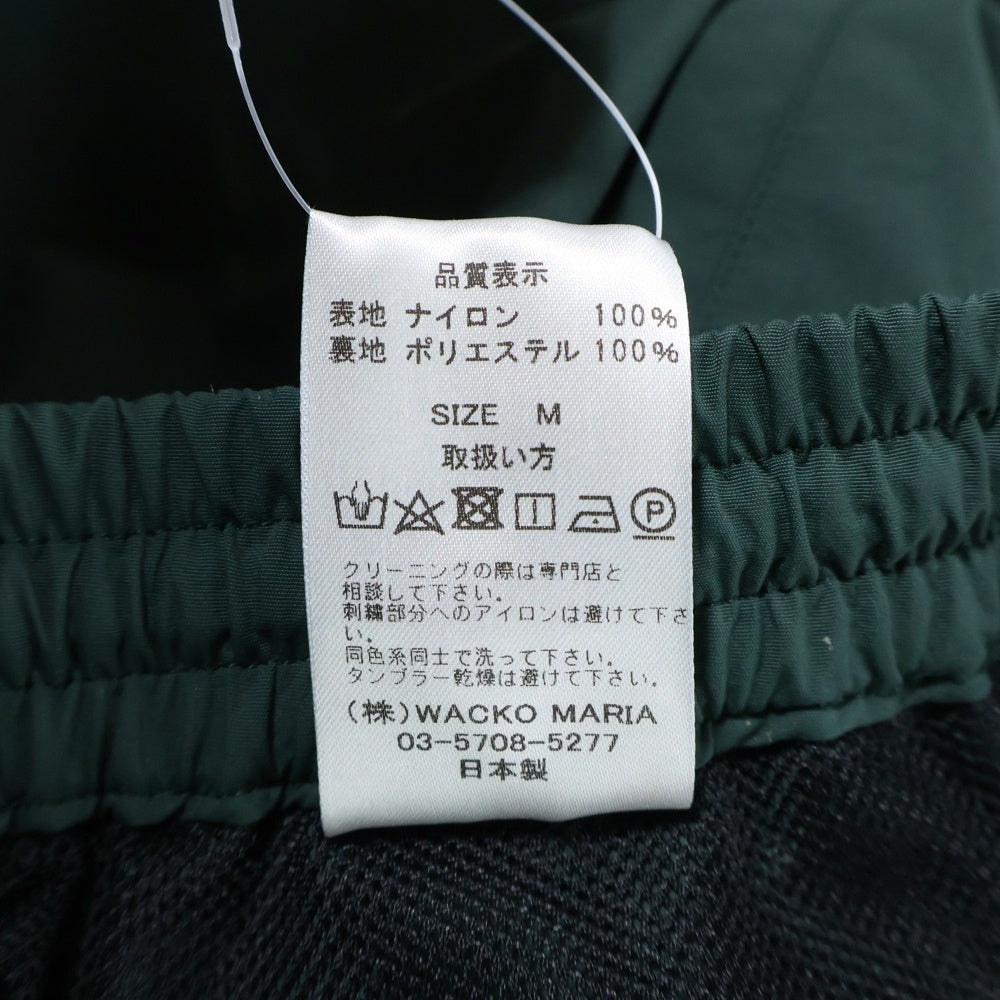 品質表示
表地 ナイロン 100%
裏地 ポリエステル 100%
SIZE M
取扱い方
P
クリーニングの際は専門店と
相談して下さい。
刺繍部分へのアイロンは避けて下さ
い。
同色系同士で洗って下さい。
タンブラー乾燥は避けて下さい。
(株)WACKO MARIA
03-5708-5277
日本製